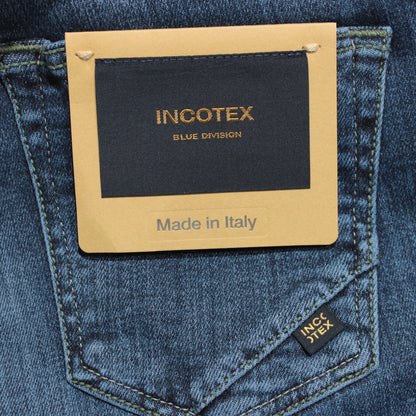 INCOTEX
BLUE DIVISION
Made in Italy
INCO
TEX